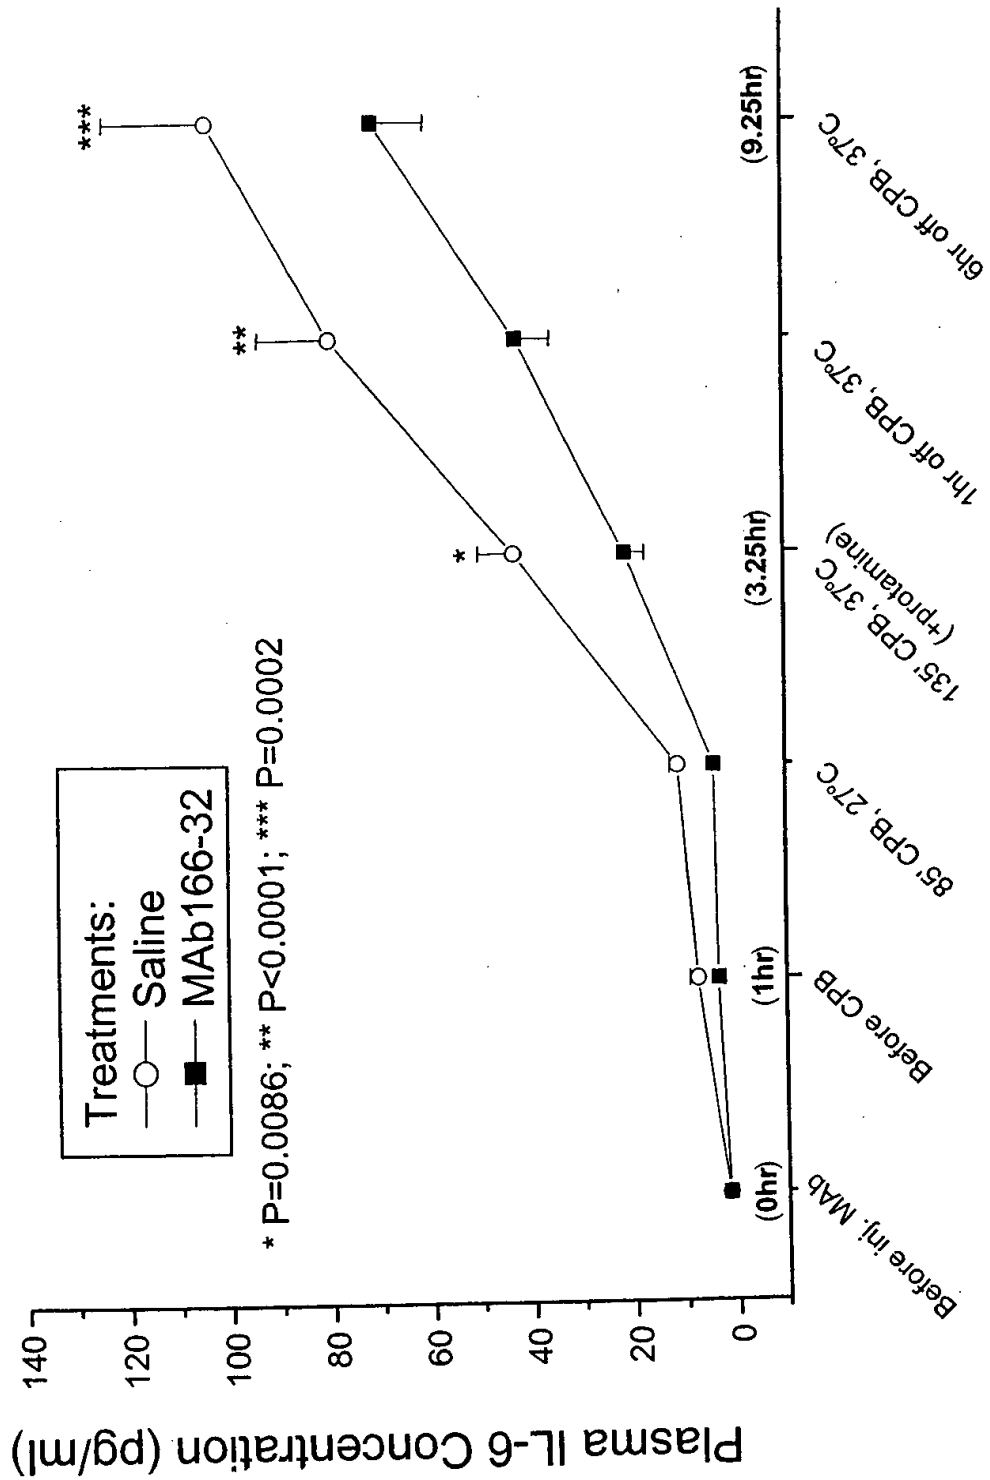 Plasma IL-6 Concentration (pg/ml)
140
120
100
80
60
40
20
0
Treatments:
Saline
MAb166-32
* P=0.0086; ** P<0.0001; *** P=0.0002
*
**
***
(0hr)
(1hr)
(3.25hr)
(9.25hr)
Before inj. MAb
Before CPB
85' CPB, 27°C
135' CPB, 37°C
(+protamine)
1hr off CPB, 37°C
6hr off CPB, 37°C